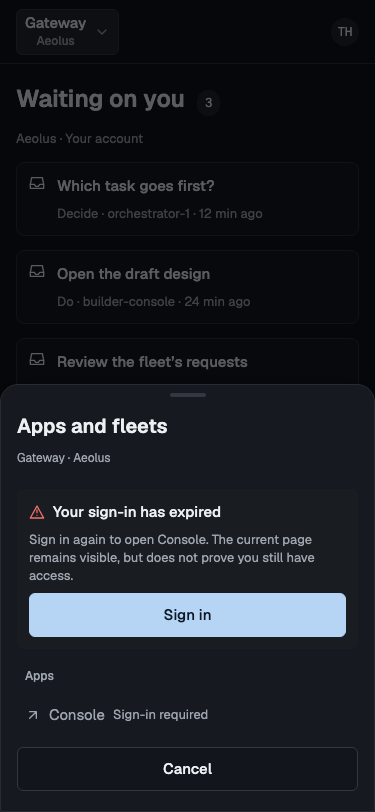 Gateway
Aeolus
TH
Waiting on you 3
Aeolus · Your account
Which task goes first?
Decide · orchestrator-1 · 12 min ago
Open the draft design
Do · builder-console · 24 min ago
Review the fleet's requests
Apps and fleets
Gateway · Aeolus
Your sign-in has expired
Sign in again to open Console. The current page
remains visible, but does not prove you still have
access.
Sign in
Apps
Console Sign-in required
Cancel